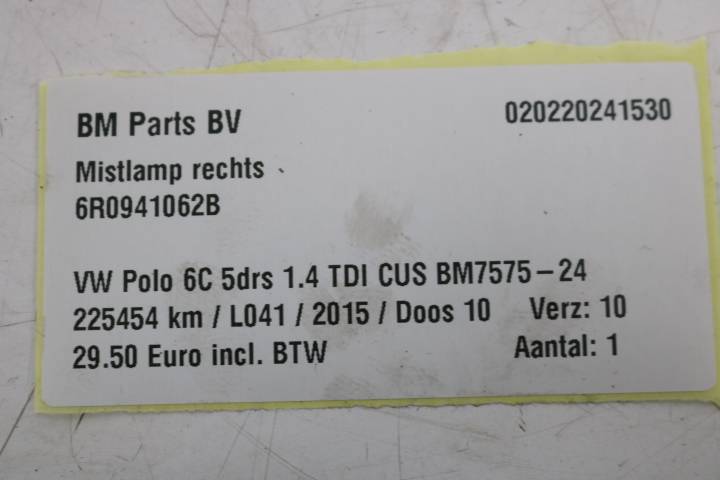 BM Parts BV 020220241530
Mistlamp rechts
6R0941062B
VW Polo 6C 5drs 1.4 TDI CUS BM7575-24
225454 km / L041 / 2015 / Doos 10 Verz: 10
29.50 Euro incl. BTW Aantal: 1